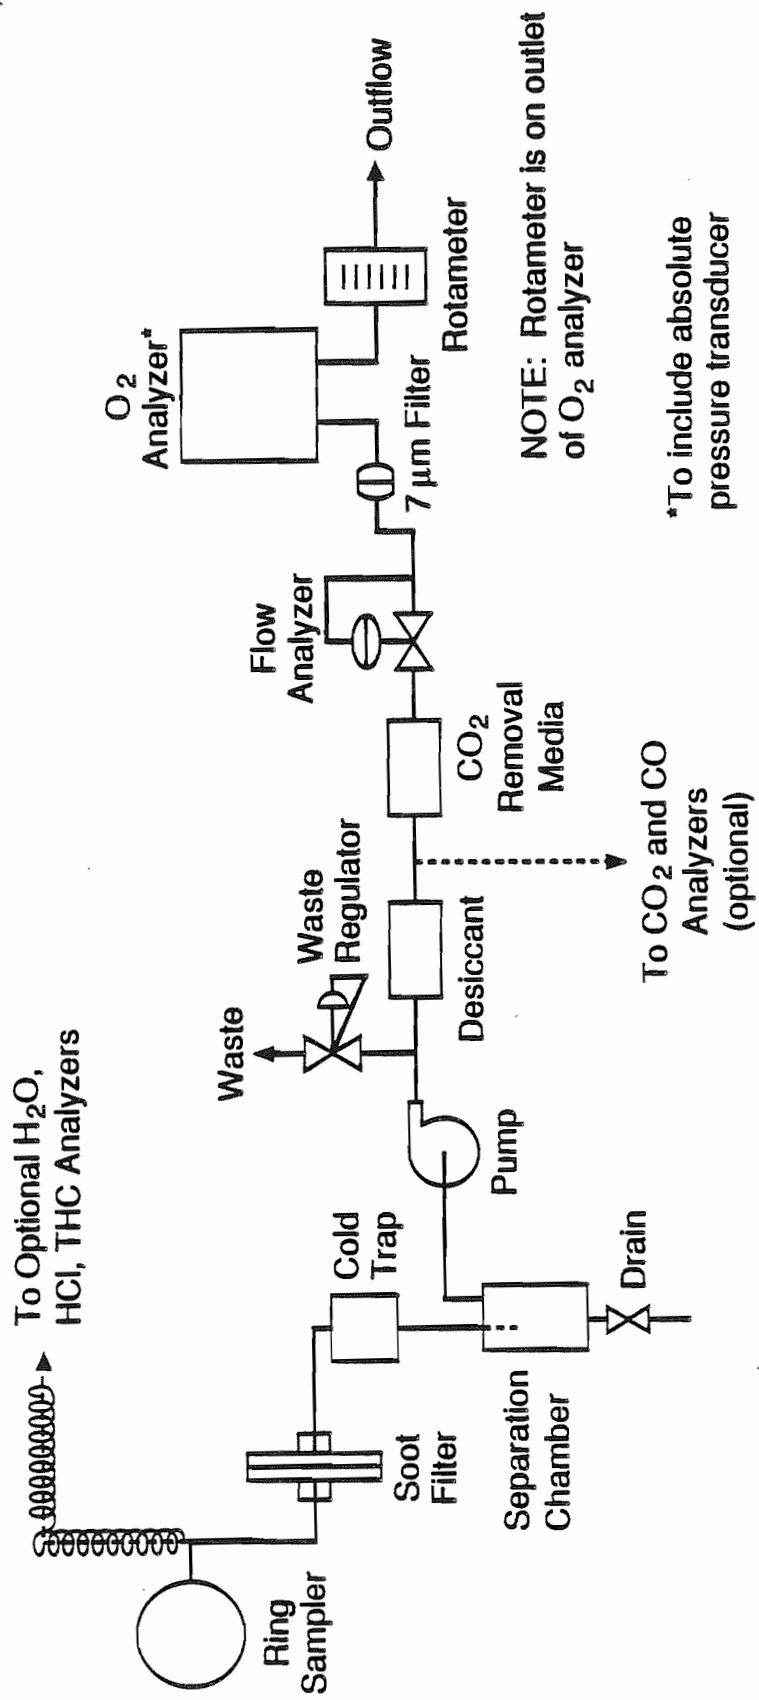 To Optional H₂O,
HCl, THC Analyzers
Ring
Sampler
Soot
Filter
Cold
Trap
Separation
Chamber
Drain
Pump
Waste
Waste
Regulator
Desiccant
To CO₂ and CO
Analyzers
(optional)
CO₂
Removal
Media
Flow
Analyzer
7 μm Filter
O₂
Analyzer*
Rotameter
Outflow
NOTE: Rotameter is on outlet
of O₂ analyzer
*To include absolute
pressure transducer